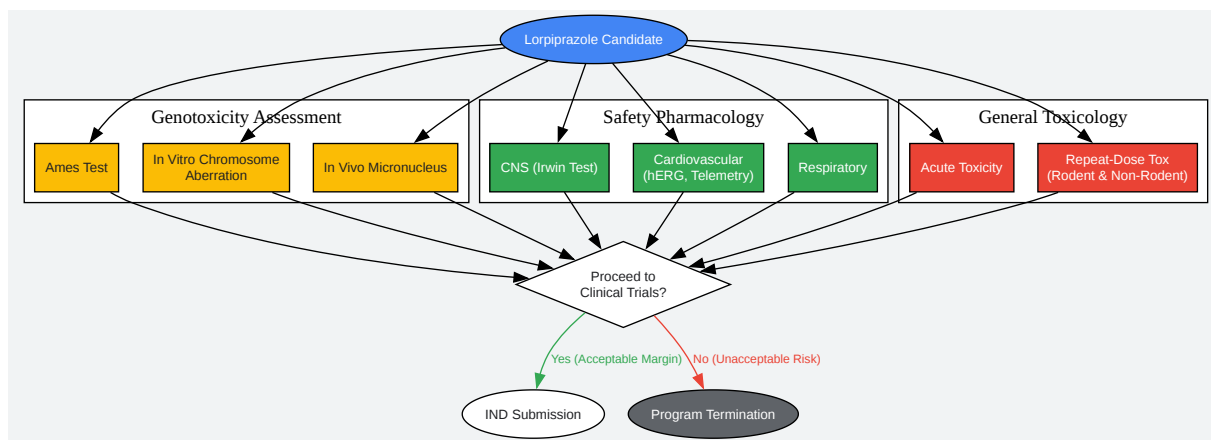 Lorpiprazole Candidate
Genotoxicity Assessment
Safety Pharmacology
General Toxicology
Ames Test
In Vitro Chromosome
Aberration
In Vivo Micronucleus
CNS (Irwin Test)
Cardiovascular
(hERG, Telemetry)
Respiratory
Acute Toxicity
Repeat-Dose Tox
(Rodent & Non-Rodent)
Proceed to
Clinical Trials?
Yes (Acceptable Margin)
No (Unacceptable Risk)
IND Submission
Program Termination